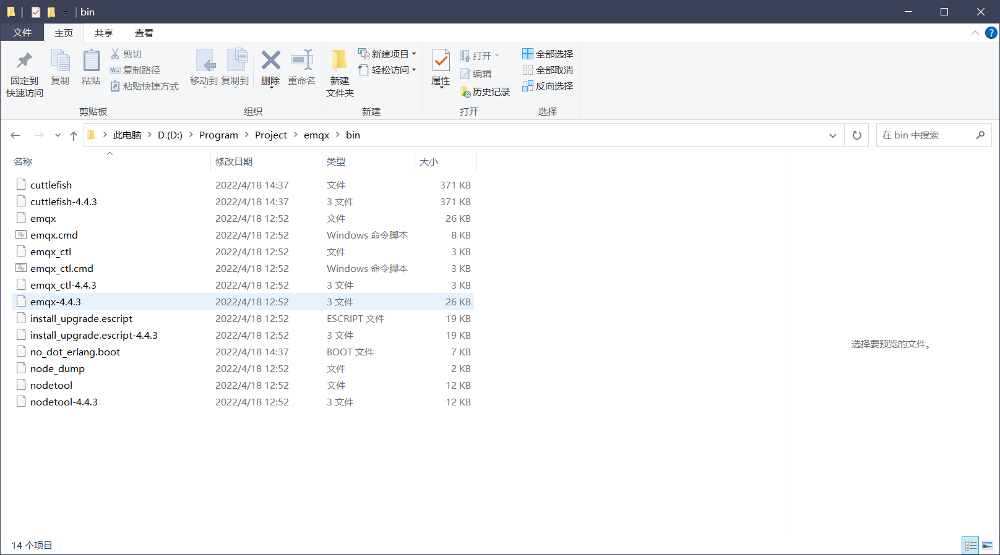 bin
文件 主页 共享 查看
固定到
快速访问
复制
粘贴
剪切
复制路径
粘贴快捷方式
剪贴板
移动到
复制到
删除
重命名
组织
新建
文件夹
新建项目
轻松访问
新建
属性
打开
编辑
历史记录
打开
全部选择
全部取消
反向选择
选择
此电脑 D (D:) Program Project emqx bin
在 bin 中搜索
名称 修改日期 类型 大小
cuttlefish 2022/4/18 14:37 文件 371 KB
cuttlefish-4.4.3 2022/4/18 14:37 3 文件 371 KB
emqx 2022/4/18 12:52 文件 26 KB
emqx.cmd 2022/4/18 12:52 Windows 命令脚本 8 KB
emqx_ctl 2022/4/18 12:52 文件 3 KB
emqx_ctl.cmd 2022/4/18 12:52 Windows 命令脚本 3 KB
emqx_ctl-4.4.3 2022/4/18 12:52 3 文件 3 KB
emqx-4.4.3 2022/4/18 12:52 3 文件 26 KB
install_upgrade.escript 2022/4/18 12:52 ESCRIPT 文件 19 KB
install_upgrade.escript-4.4.3 2022/4/18 12:52 3 文件 19 KB
no_dot_erlang.boot 2022/4/18 14:37 BOOT 文件 7 KB
node_dump 2022/4/18 12:52 文件 2 KB
nodetool 2022/4/18 12:52 文件 12 KB
nodetool-4.4.3 2022/4/18 12:52 3 文件 12 KB
选择要预览的文件。
14 个项目